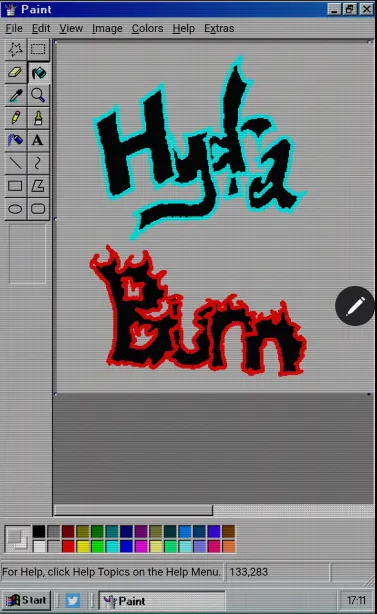 Paint
File Edit View Image Colors Help Extras
A
Hydra
Burn
For Help, click Help Topics on the Help Menu. 133,283
Start Paint 17:11